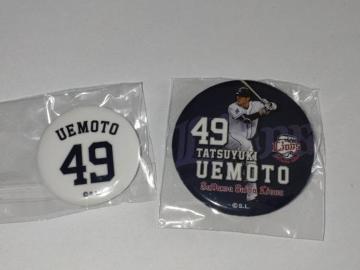 UEMOTO
49
©S.L.
49
TATSUYUKI
UEMOTO
Saitama Seibu Lions
Lions
©S.L.